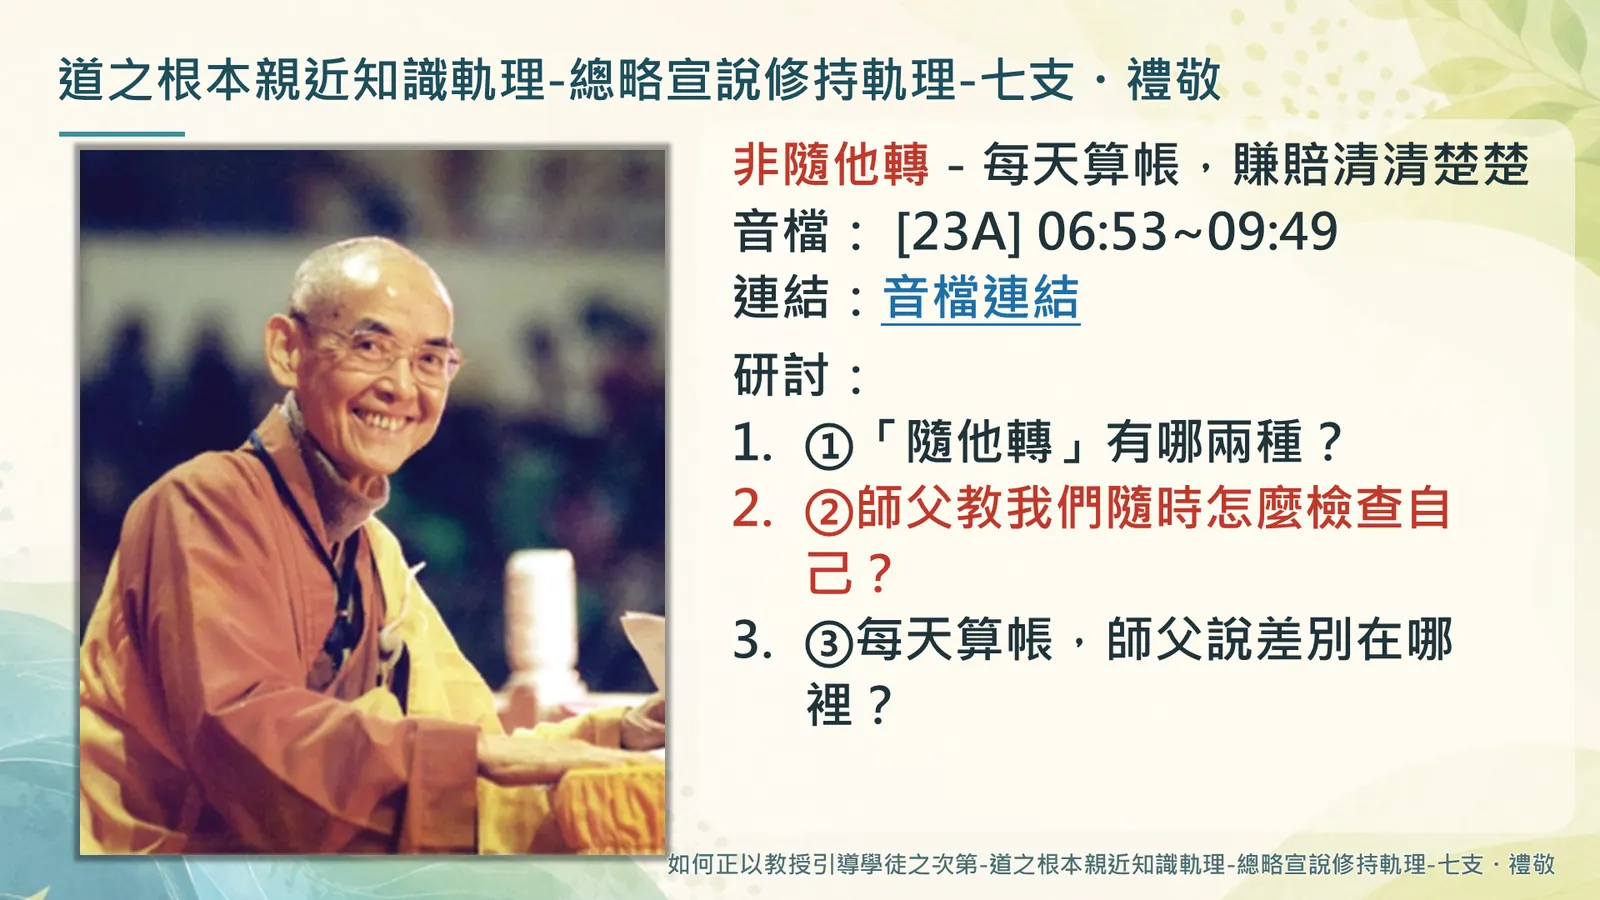 道之根本親近知識軌理-總略宣說修持軌理-七支．禮敬
非隨他轉 - 每天算帳，賺賠清清楚楚
音檔： [23A] 06:53~09:49
連結：音檔連結
研討：
1. ①「隨他轉」有哪兩種？
2. ②師父教我們隨時怎麼檢查自
己？
3. ③每天算帳，師父說差別在哪
裡？
如何正以教授引導學徒之次第-道之根本親近知識軌理-總略宣說修持軌理-七支．禮敬